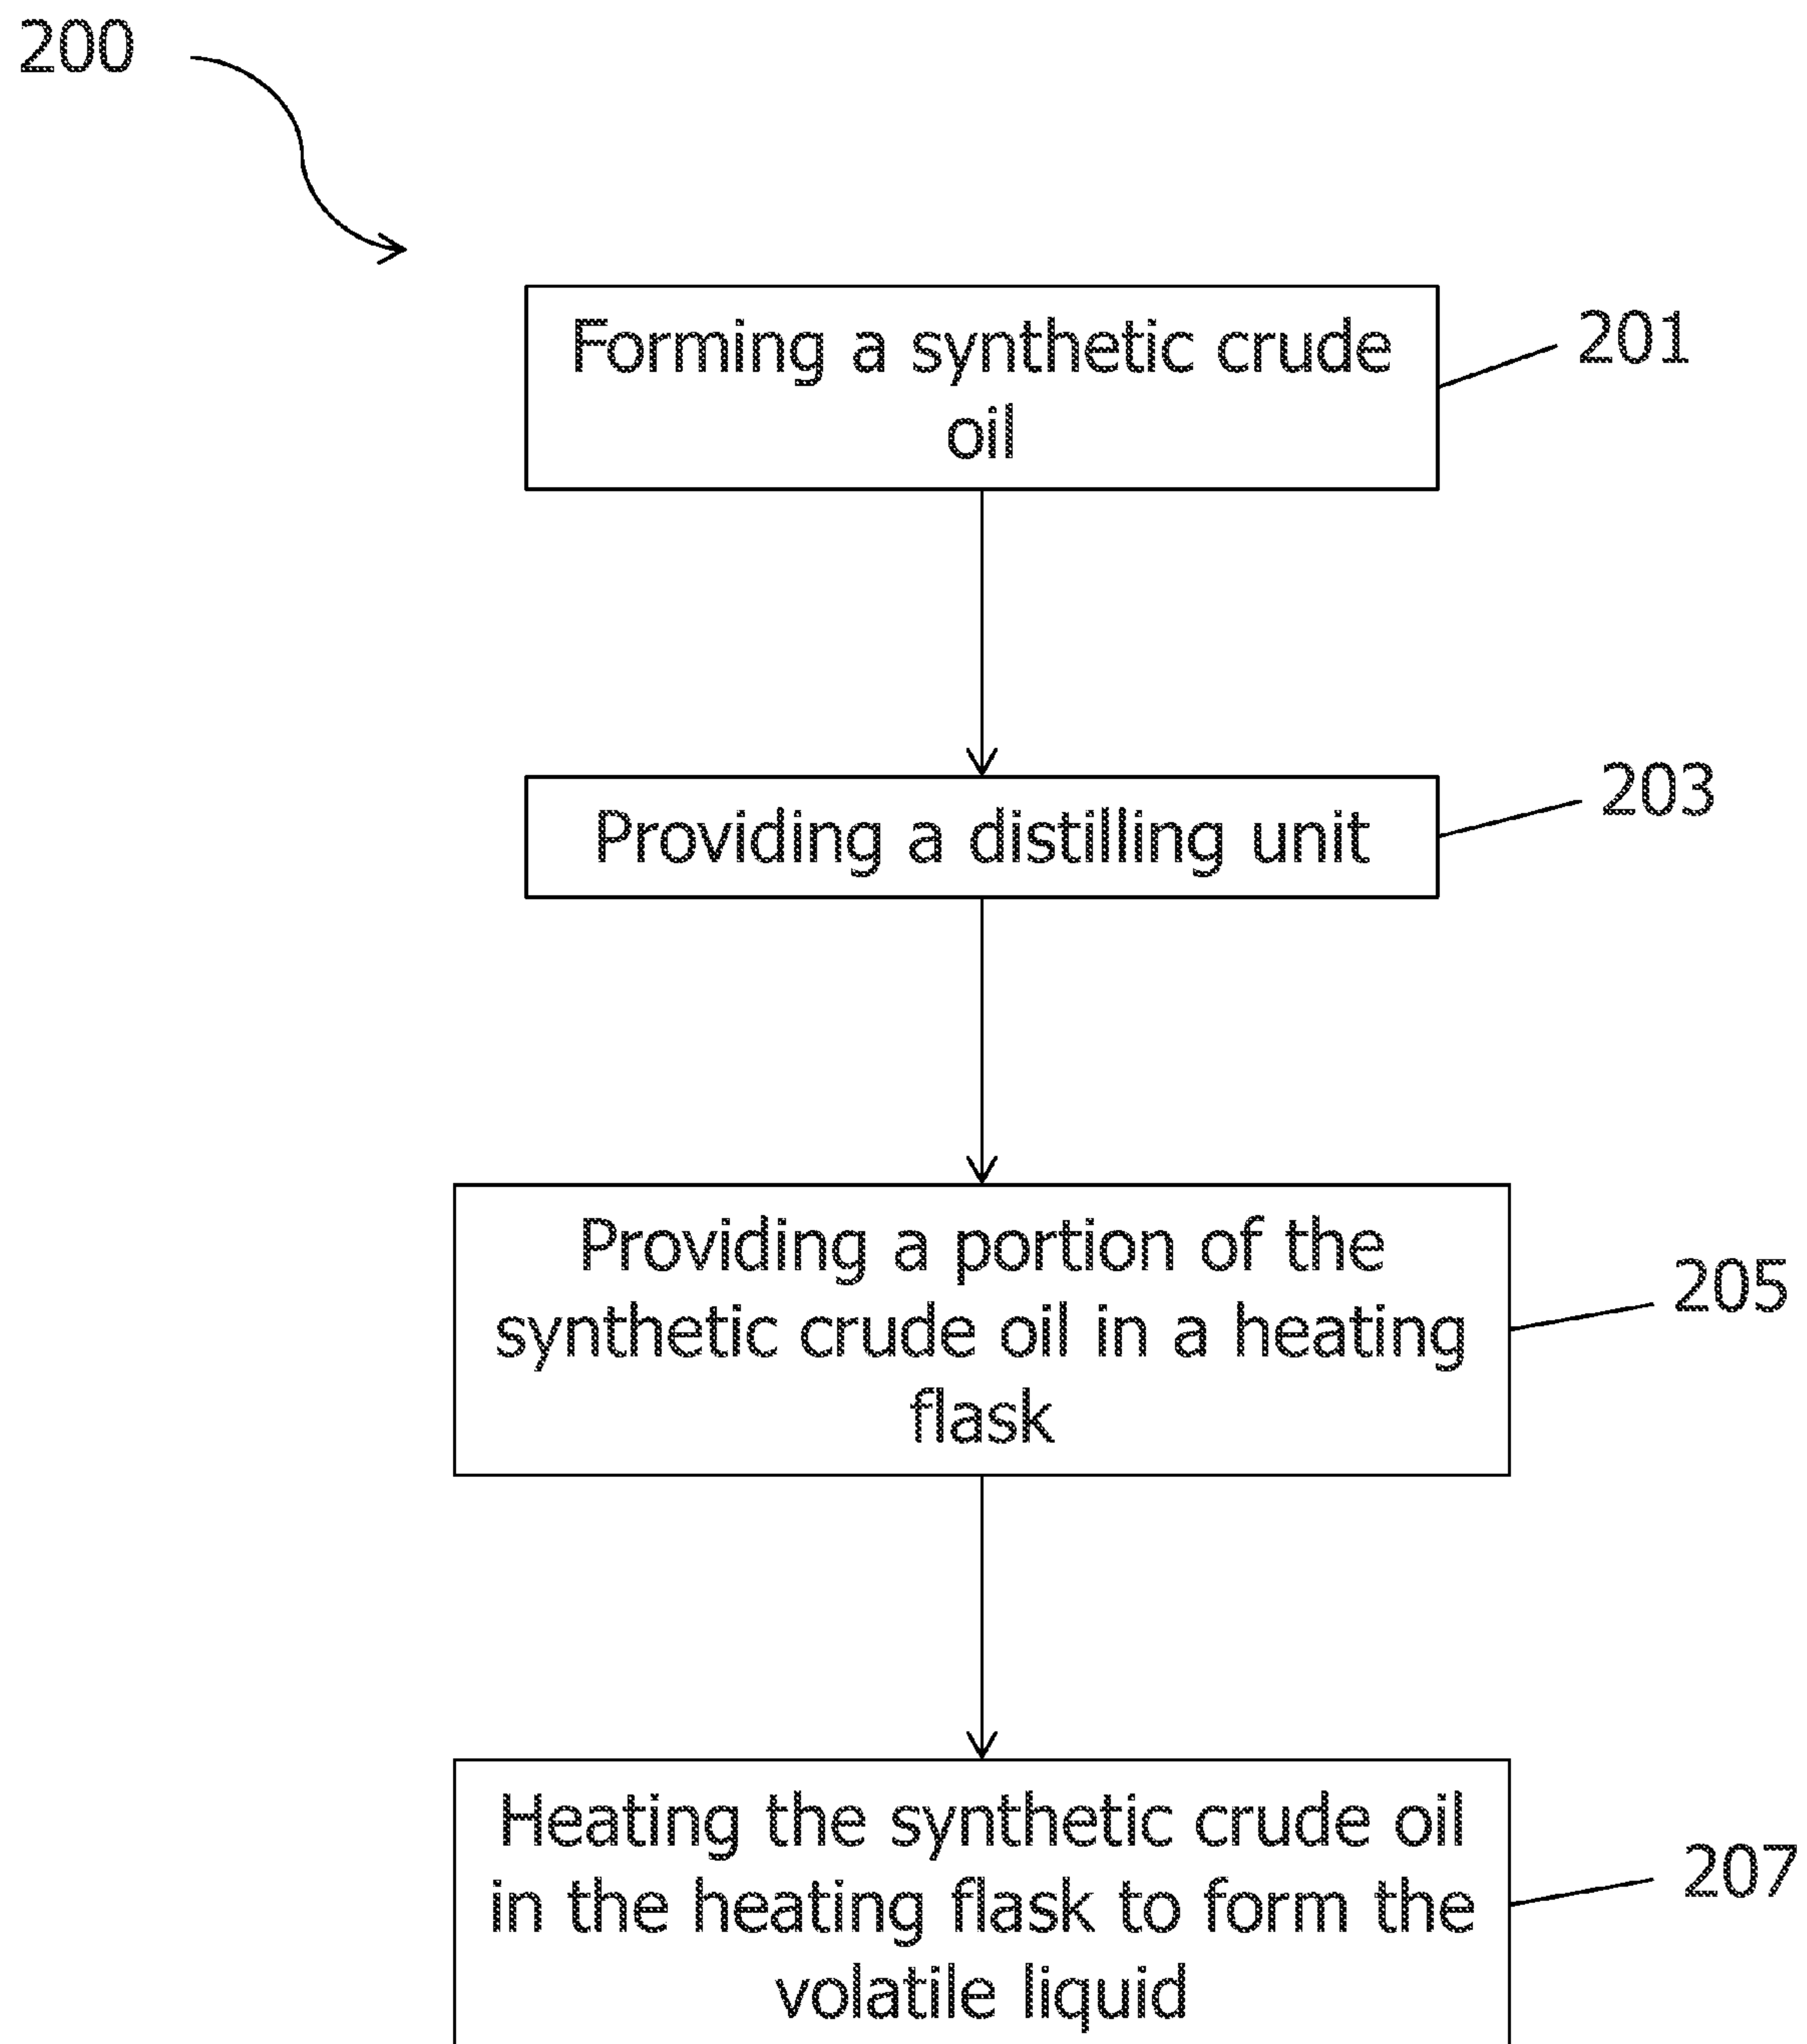 200
Forming a synthetic crude
oil
201
Providing a distilling unit
203
Providing a portion of the
synthetic crude oil in a heating
flask
205
Heating the synthetic crude oil
in the heating flask to form the
volatile liquid
207